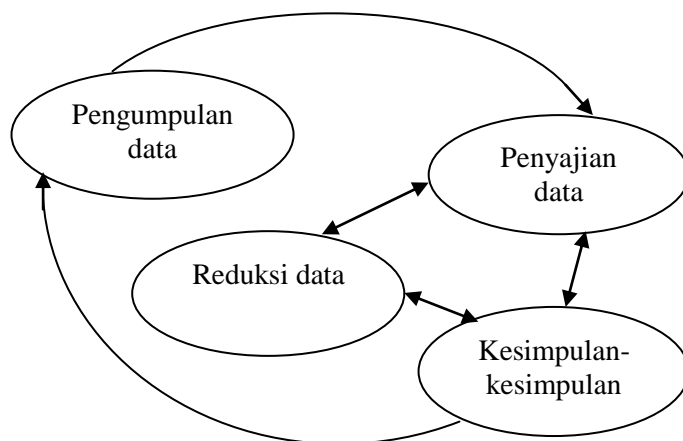 Pengumpulan
data
Penyajian
data
Reduksi data
Kesimpulan-
kesimpulan